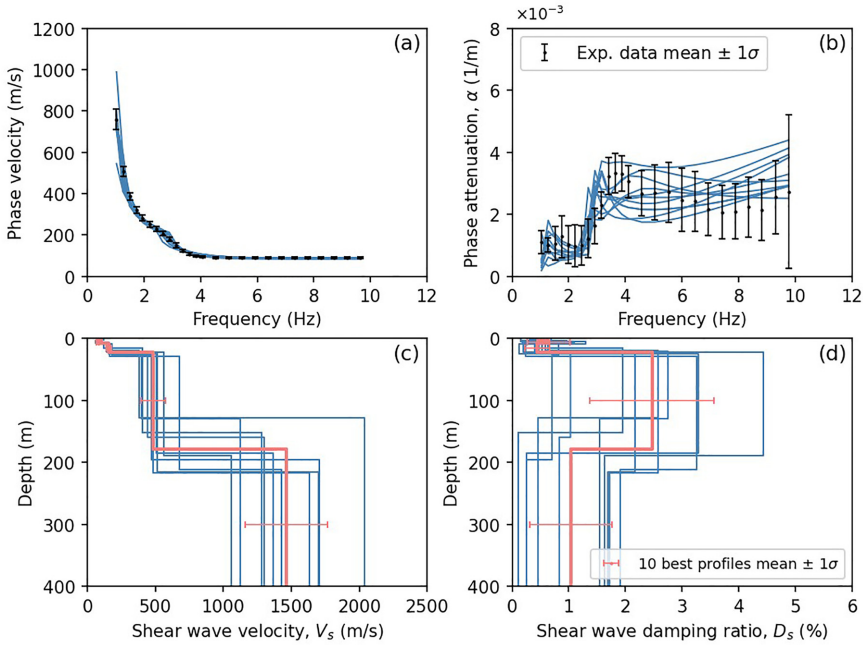 ×10⁻³
1200
1000
800
600
400
200
0
Phase velocity (m/s)
(a)
0 2 4 6 8 10 12
Frequency (Hz)
8
6
4
2
0
Phase attenuation, α (1/m)
Exp. data mean ± 1σ
(b)
0 2 4 6 8 10 12
Frequency (Hz)
0
100
200
300
400
Depth (m)
(c)
0 500 1000 1500 2000 2500
Shear wave velocity, Vₛ (m/s)
0
100
200
300
400
Depth (m)
(d)
10 best profiles mean ± 1σ
0 1 2 3 4 5 6
Shear wave damping ratio, Dₛ (%)